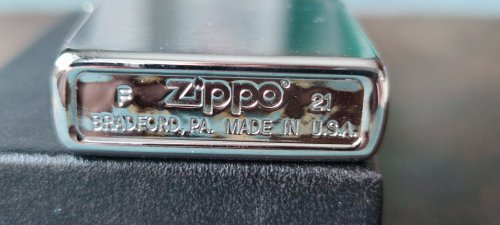 F Zippo® 21
BRADFORD, PA. MADE IN U.S.A.